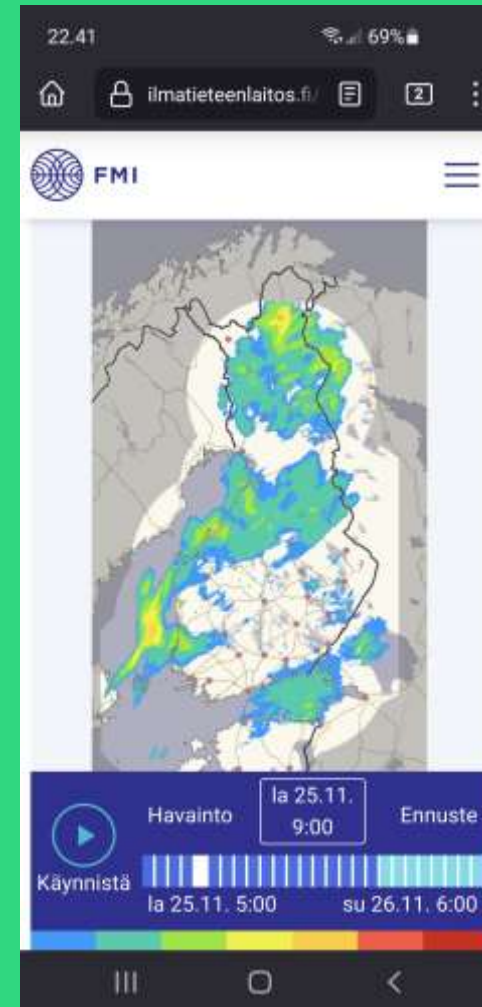 22.41 69%
ilmatieteenlaitos.fi/ 2
FMI
Havainto
la 25.11.
9:00
Ennuste
Käynnistä
la 25.11. 5:00 su 26.11. 6:00